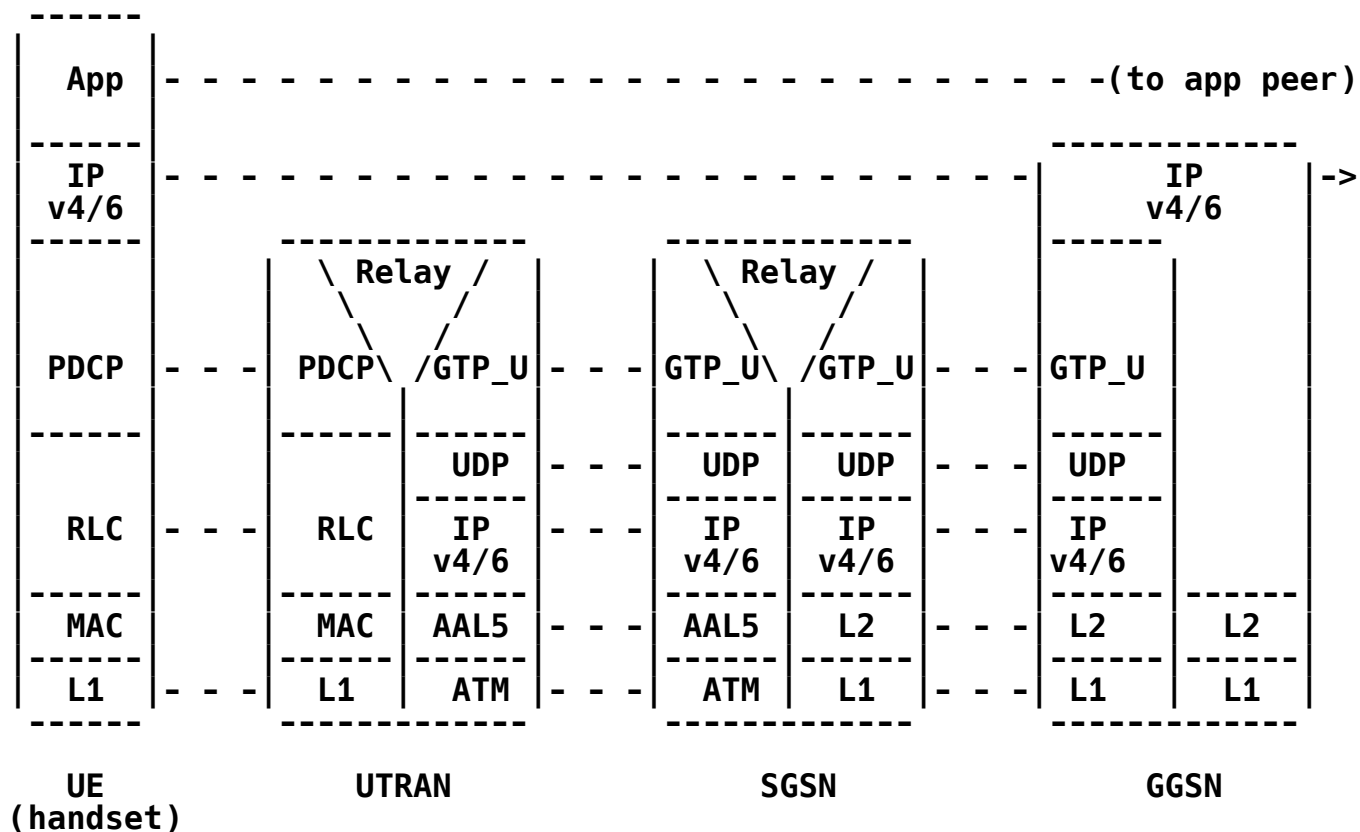 App (to app peer)
IP IP ->
v4/6 v4/6
Relay Relay
PDCP PDCP GTP_U GTP_U GTP_U GTP_U
UDP UDP UDP UDP
RLC RLC IP IP IP IP
v4/6 v4/6 v4/6 v4/6
MAC MAC AAL5 AAL5 L2 L2 L2
L1 L1 ATM ATM L1 L1 L1
UE UTRAN SGSN GGSN
(handset)